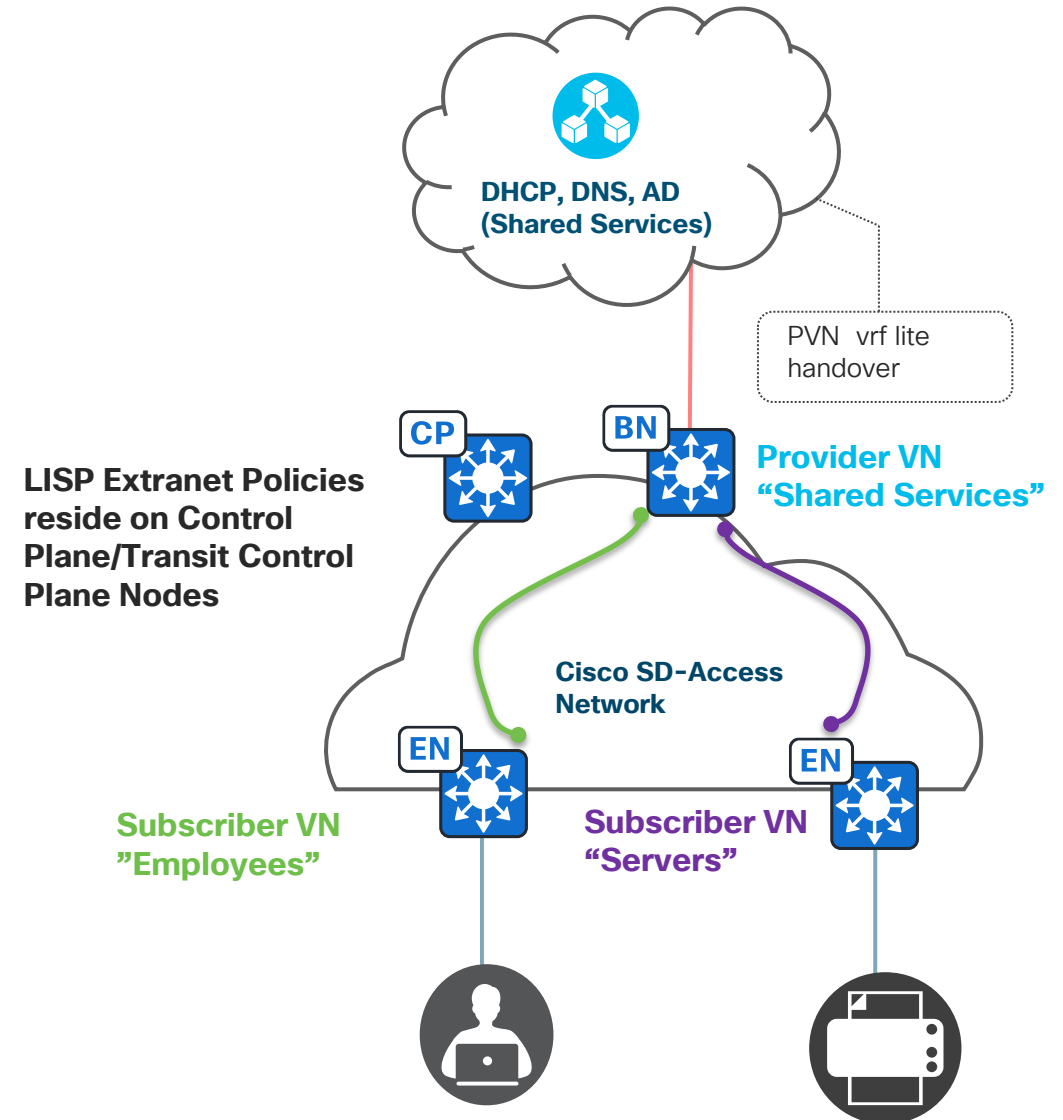 DHCP, DNS, AD
(Shared Services)
PVN  vrf lite
handover
CP
BN
Provider VN
“Shared Services”
LISP Extranet Policies
reside on Control
Plane/Transit Control
Plane Nodes
Cisco SD-Access
Network
EN
EN
Subscriber VN
”Employees”
Subscriber VN
“Servers”